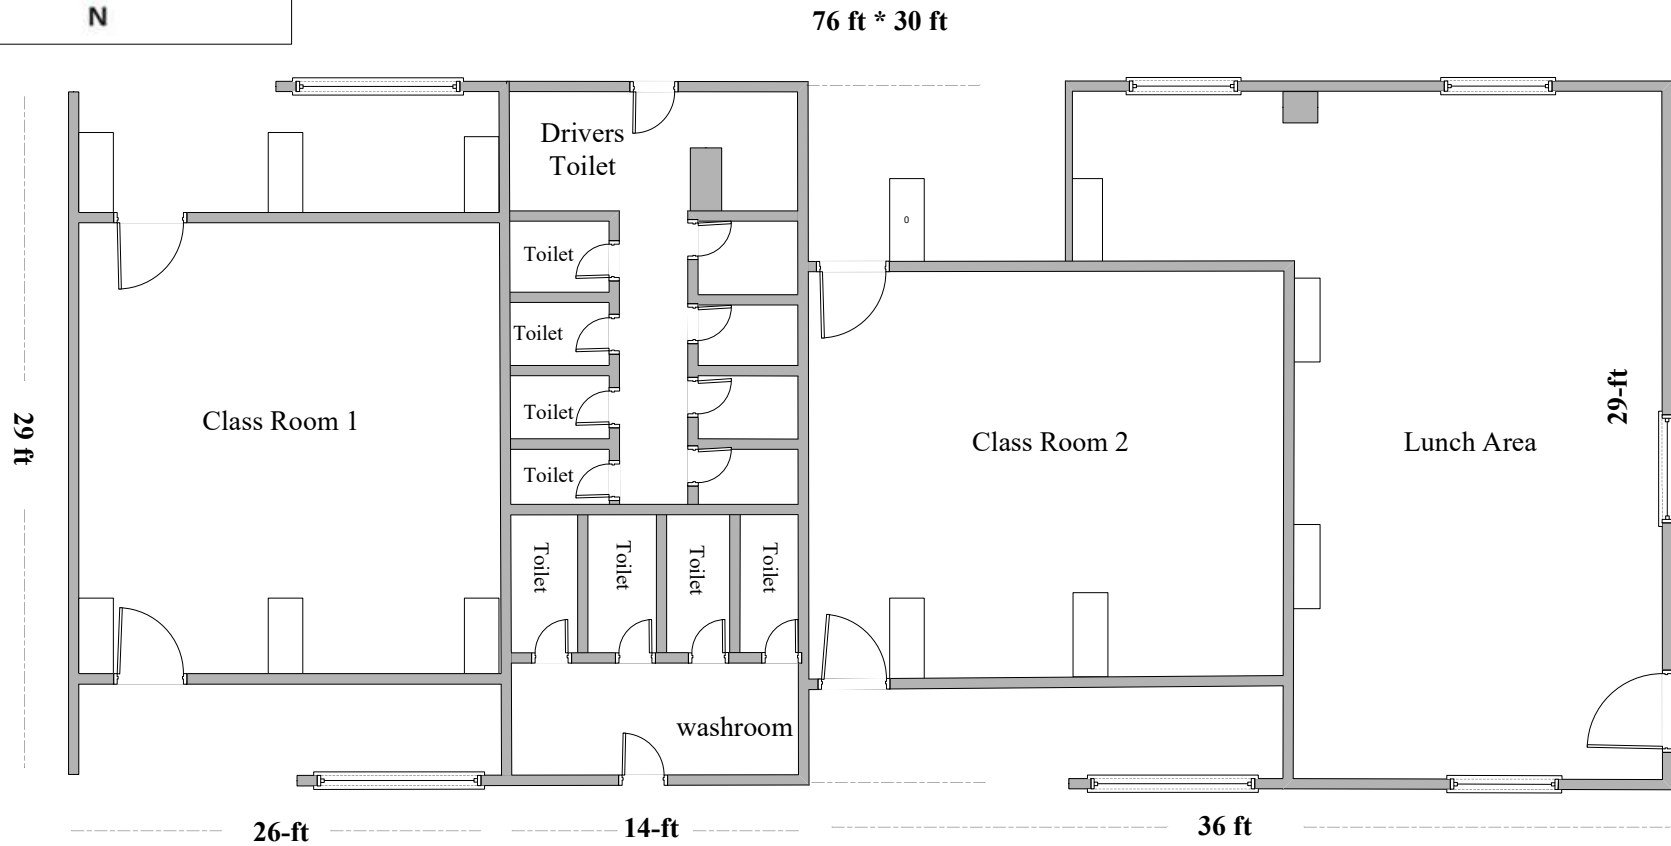 N
76 ft * 30 ft
Drivers
Toilet
Toilet
Toilet
Toilet
Toilet
0
Class Room 1
Class Room 2
Lunch Area
29 ft
29-ft
Toilet
Toilet
Toilet
Toilet
washroom
26-ft
14-ft
36 ft